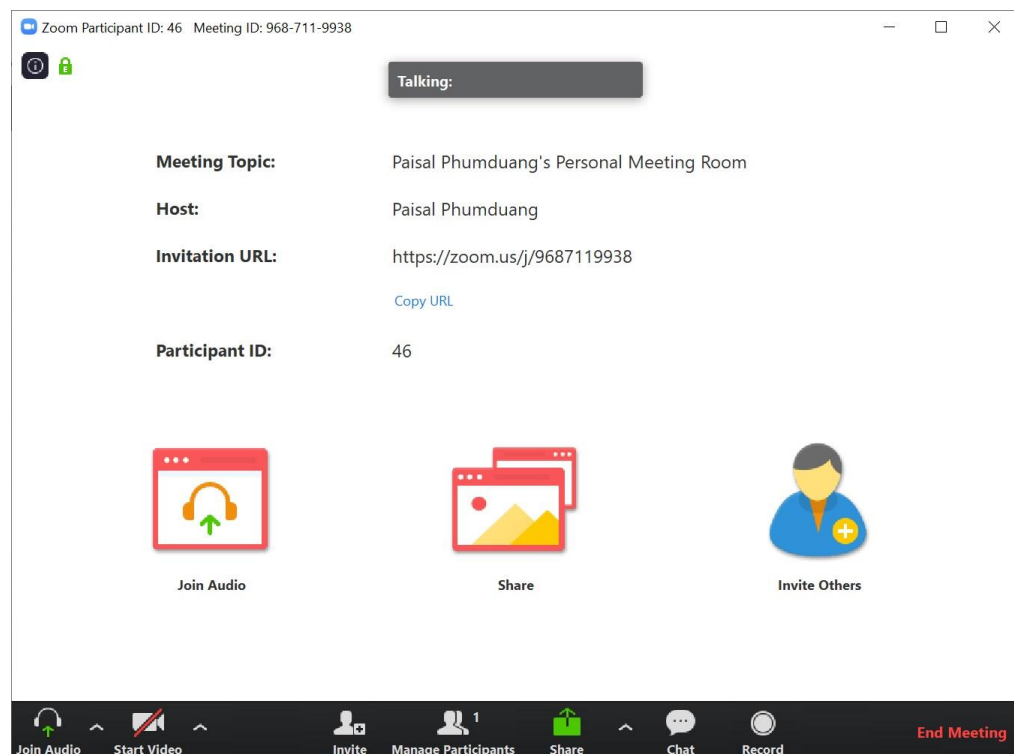 Zoom Participant ID: 46 Meeting ID: 968-711-9938
E
Talking:
Meeting Topic: Paisal Phumduang's Personal Meeting Room
Host: Paisal Phumduang
Invitation URL: https://zoom.us/j/9687119938
Copy URL
Participant ID: 46
Join Audio Share Invite Others
1
Join Audio Start Video Invite Manage Participants Share Chat Record End Meeting